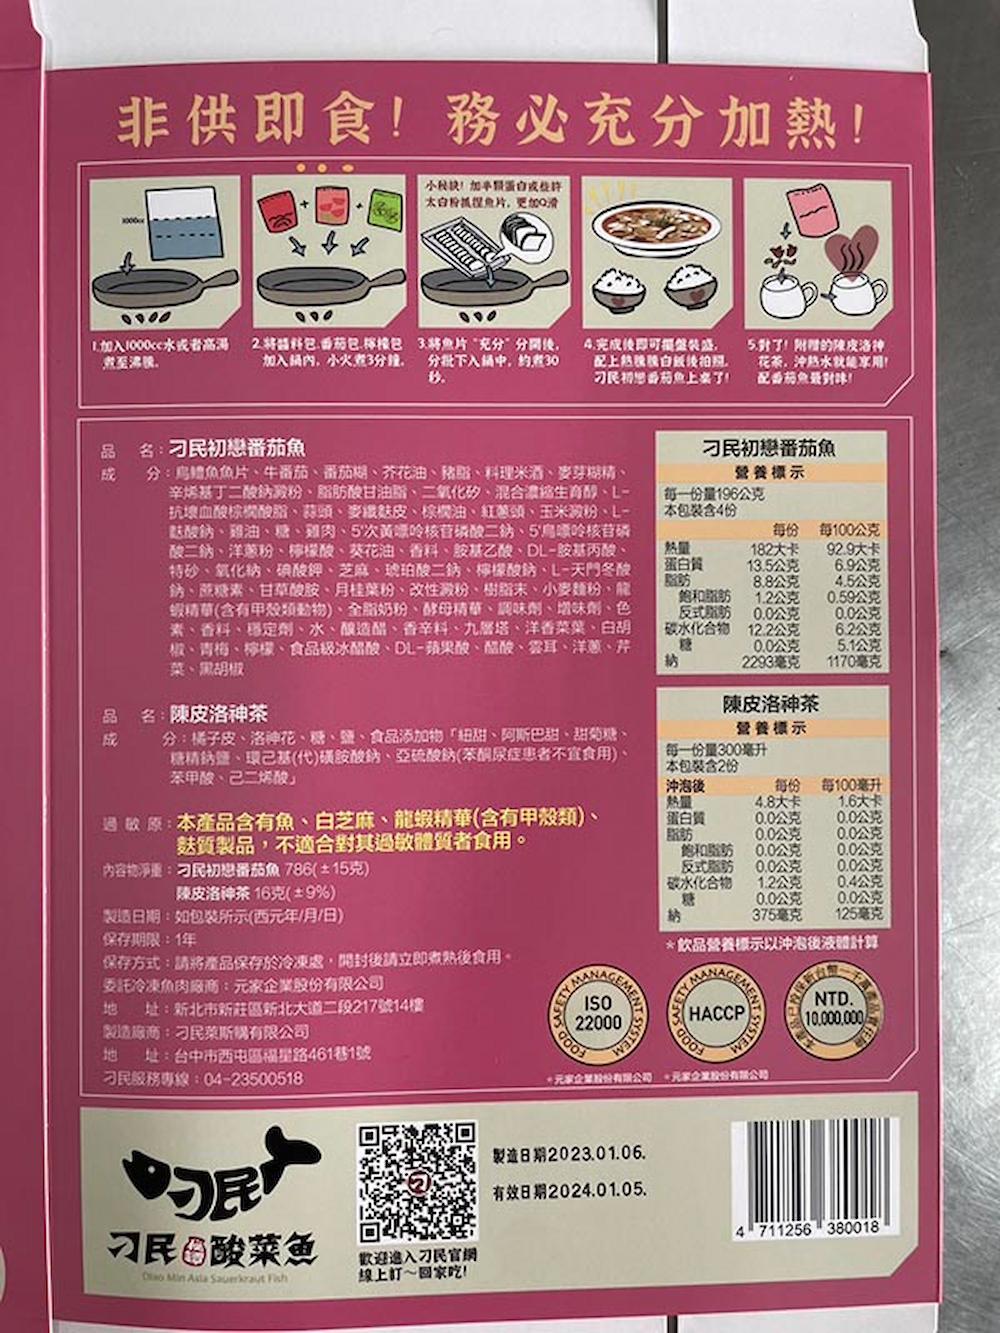 非供即食! 務必充分加熱!
1000cc
小秘訣! 加半顆蛋白或些許
太白粉抓捏魚片, 更加Q滑
1.加入1000cc水或者高湯
煮至沸騰。
2.將醬料包.番茄包.檸檬包
加入鍋內, 小火煮3分鐘。
3.將魚片"充分"分開後,
分批下入鍋中, 約煮30
秒。
4.完成後即可擺盤裝盛,
配上熱騰騰白飯後拍照,
刁民初戀番茄魚上桌了!
5.對了! 附贈的陳皮洛神
花茶, 沖熱水就能享用!
配番茄魚最對味!
品 名:刁民初戀番茄魚
成 分:烏鱧魚魚片、牛番茄、番茄糊、芥花油、豬脂、料理米酒、麥芽糊精、
辛烯基丁二酸鈉澱粉、脂肪酸甘油脂、二氧化矽、混合濃縮生育醇、L-
抗壞血酸棕櫚酸脂、蒜頭、麥纖麩皮、棕櫚油、紅蔥頭、玉米澱粉、L-
麩酸鈉、雞油、糖、雞肉、5'次黃嘌呤核苷磷酸二鈉、5'鳥嘌呤核苷磷
酸二鈉、洋蔥粉、檸檬酸、葵花油、香料、胺基乙酸、DL-胺基丙酸、
特砂、氧化鈉、碘酸鉀、芝麻、琥珀酸二鈉、檸檬酸鈉、L-天門冬酸
鈉、蔗糖素、甘草酸胺、月桂葉粉、改性澱粉、樹脂末、小麥麵粉、龍
蝦精華(含有甲殼類動物)、全脂奶粉、酵母精華、調味劑、增味劑、色
素、香料、穩定劑、水、釀造醋、香辛料、九層塔、洋香菜葉、白胡
椒、青梅、檸檬、食品級冰醋酸、DL-蘋果酸、醋酸、雲耳、洋蔥、芹
菜、黑胡椒
品 名:陳皮洛神茶
成 分:橘子皮、洛神花、糖、鹽、食品添加物「紐甜、阿斯巴甜、甜菊糖、
糖精鈉鹽、環己基(代)磺胺酸鈉、亞硫酸鈉(苯酮尿症患者不宜食用)、
苯甲酸、己二烯酸」
過 敏 原:本產品含有魚、白芝麻、龍蝦精華(含有甲殼類)、
麩質製品,不適合對其過敏體質者食用。
內容物淨重:刁民初戀番茄魚 786(±15克)
陳皮洛神茶 16克(±9%)
製造日期:如包裝所示(西元年/月/日)
保存期限:1年
保存方式:請將產品保存於冷凍處,開封後請立即煮熟後食用。
委託冷凍魚肉廠商:元家企業股份有限公司
地 址:新北市新莊區新北大道二段217號14樓
製造廠商:刁民萊斯購有限公司
地 址:台中市西屯區福星路461巷1號
刁民服務專線:04-23500518
刁民初戀番茄魚
營養標示
每一份量196公克
本包裝含4份
每份 每100公克
熱量 182大卡 92.9大卡
蛋白質 13.5公克 6.9公克
脂肪 8.8公克 4.5公克
飽和脂肪 1.2公克 0.59公克
反式脂肪 0.0公克 0.0公克
碳水化合物 12.2公克 6.2公克
糖 0.0公克 5.1公克
鈉 2293毫克 1170毫克
陳皮洛神茶
營養標示
每一份量300毫升
本包裝含2份
沖泡後 每份 每100毫升
熱量 4.8大卡 1.6大卡
蛋白質 0.0公克 0.0公克
脂肪 0.0公克 0.0公克
飽和脂肪 0.0公克 0.0公克
反式脂肪 0.0公克 0.0公克
碳水化合物 1.2公克 0.4公克
糖 0.0公克 0.0公克
鈉 375毫克 125毫克
*飲品營養標示以沖泡後液體計算
FOOD SAFETY MANAGEMENT SYSTEM
ISO
22000
FOOD SAFETY MANAGEMENT SYSTEM
HACCP
本產品已投保新台幣一千萬產品責任險
NTD.
10,000,000
*元家企業股份有限公司 *元家企業股份有限公司
刁民
刁民酸菜魚
Diao Min Asia Sauerkraut Fish
刁
歡迎進入刁民官網
線上訂~回家吃!
製造日期2023.01.06.
有效日期2024.01.05.
4 711256 380018